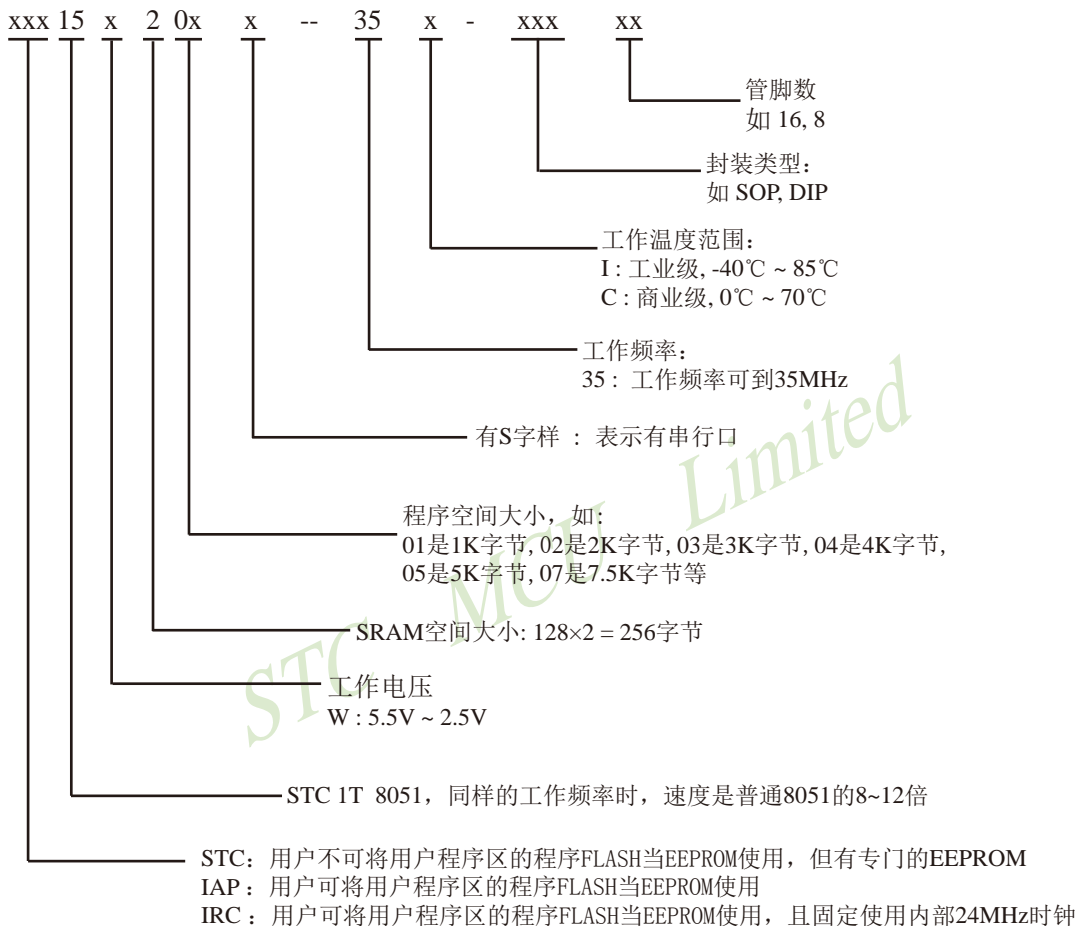 xxx 15 x 2 0x x -- 35 x - xxx xx
管脚数
如 16, 8
封装类型：
如 SOP, DIP
工作温度范围：
I : 工业级, -40℃ ~ 85℃
C : 商业级, 0℃ ~ 70℃
工作频率：
35 : 工作频率可到35MHz
有S字样 : 表示有串行口
程序空间大小，如:
01是1K字节, 02是2K字节, 03是3K字节, 04是4K字节,
05是5K字节, 07是7.5K字节等
SRAM空间大小: 128×2 = 256字节
工作电压
W : 5.5V ~ 2.5V
STC 1T 8051，同样的工作频率时，速度是普通8051的8~12倍
STC：用户不可将用户程序区的程序FLASH当EEPROM使用，但有专门的EEPROM
IAP：用户可将用户程序区的程序FLASH当EEPROM使用
IRC：用户可将用户程序区的程序FLASH当EEPROM使用，且固定使用内部24MHz时钟
STC MCU Limited